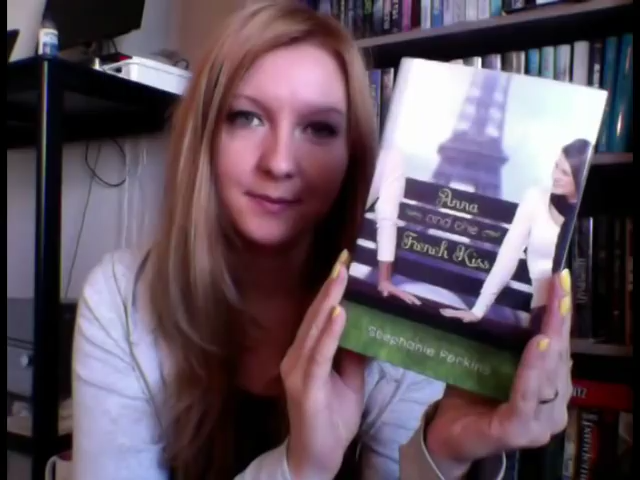 Anna
and the
French Kiss
Stephanie Perkins